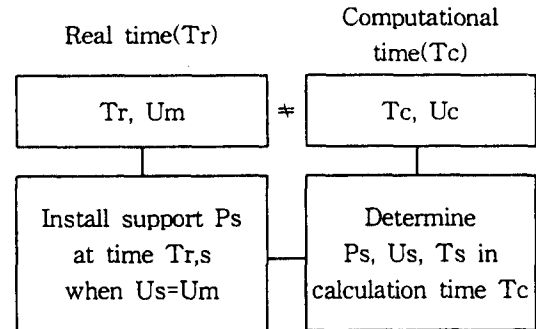 Real time(Tr)
Computational
time(Tc)
Tr, Um
≠
Tc, Uc
Install support Ps
at time Tr,s
when Us=Um
Determine
Ps, Us, Ts in
calculation time Tc